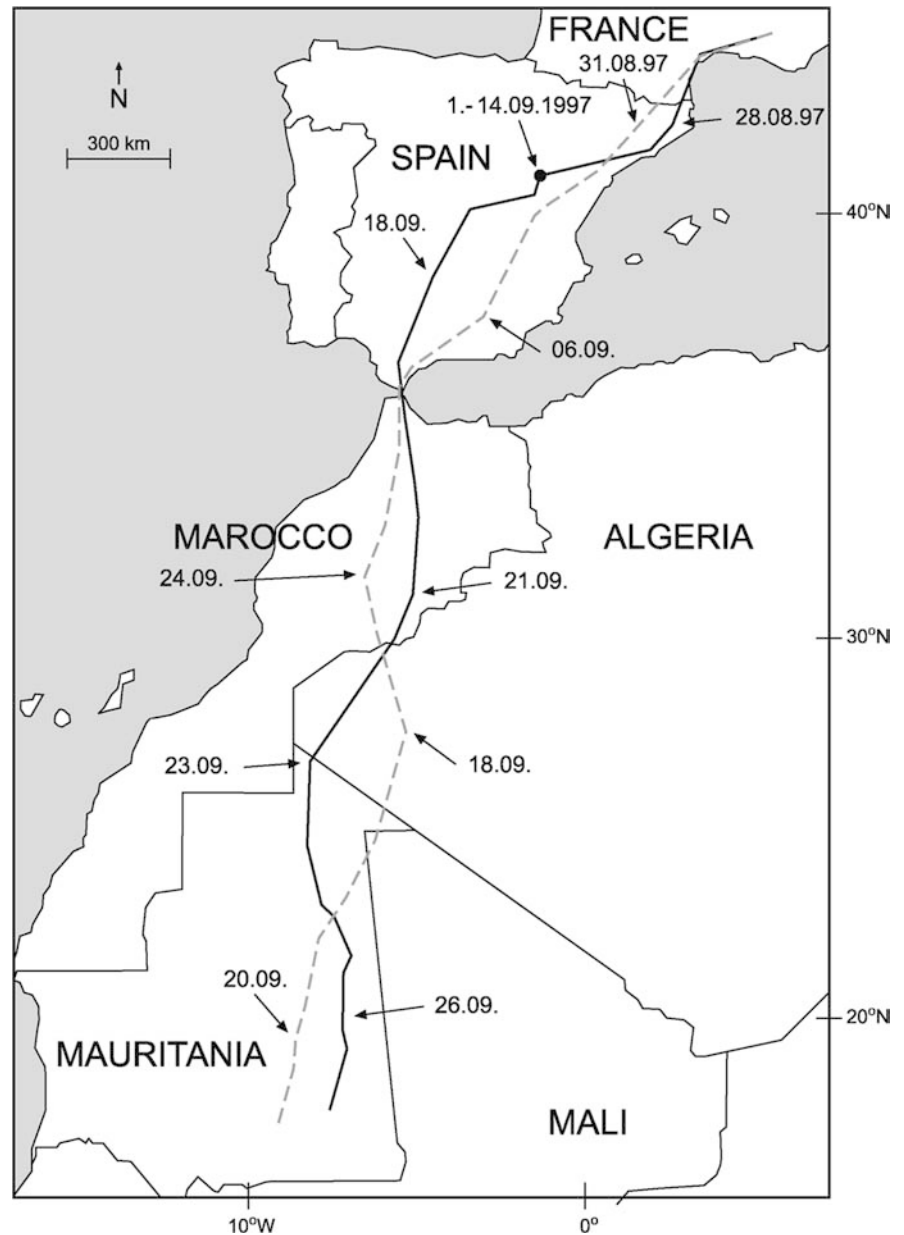 FRANCE
31.08.97
N
1.-14.09.1997
28.08.97
300 km
SPAIN
40°N
18.09.
06.09.
MAROCCO
ALGERIA
24.09.
21.09.
30°N
23.09.
18.09.
20.09.
26.09.
20°N
MAURITANIA
MALI
10°W
0°